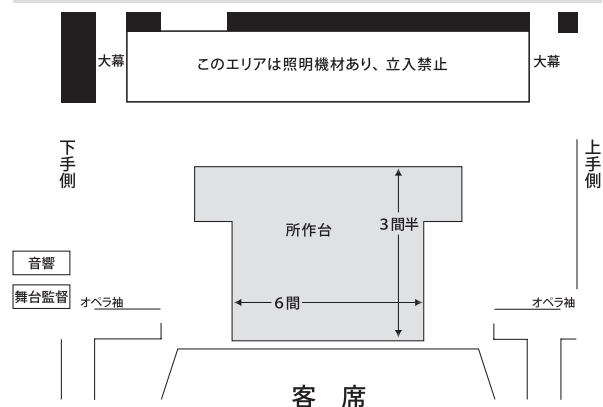 大幕
このエリアは照明機材あり、立入禁止
大幕
下手側
上手側
所作台
3間半
音響
舞台監督
オペラ袖
6間
オペラ袖
客 席